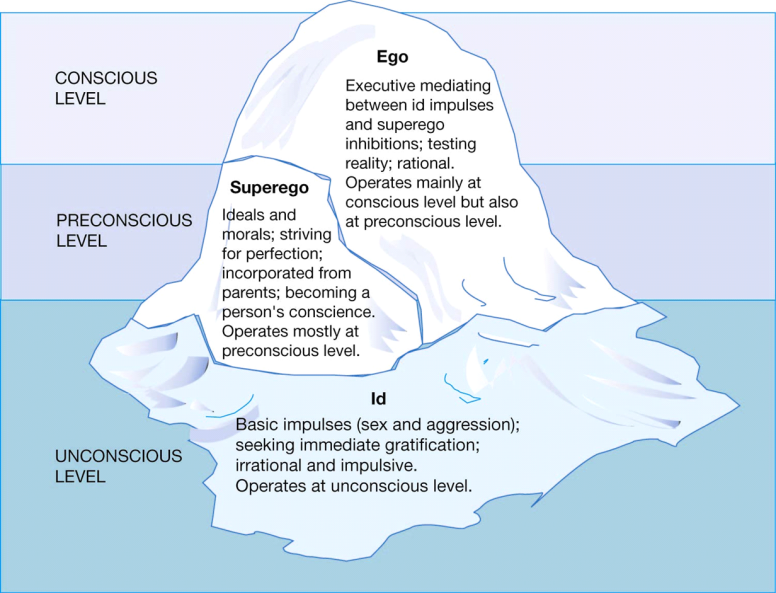 CONSCIOUS
LEVEL
Ego
Executive mediating
between id impulses
and superego
inhibitions; testing
reality; rational.
Operates mainly at
conscious level but also
at preconscious level.
PRECONSCIOUS
LEVEL
Superego
Ideals and
morals; striving
for perfection;
incorporated from
parents; becoming a
person's conscience.
Operates mostly at
preconscious level.
UNCONSCIOUS
LEVEL
Id
Basic impulses (sex and aggression);
seeking immediate gratification;
irrational and impulsive.
Operates at unconscious level.